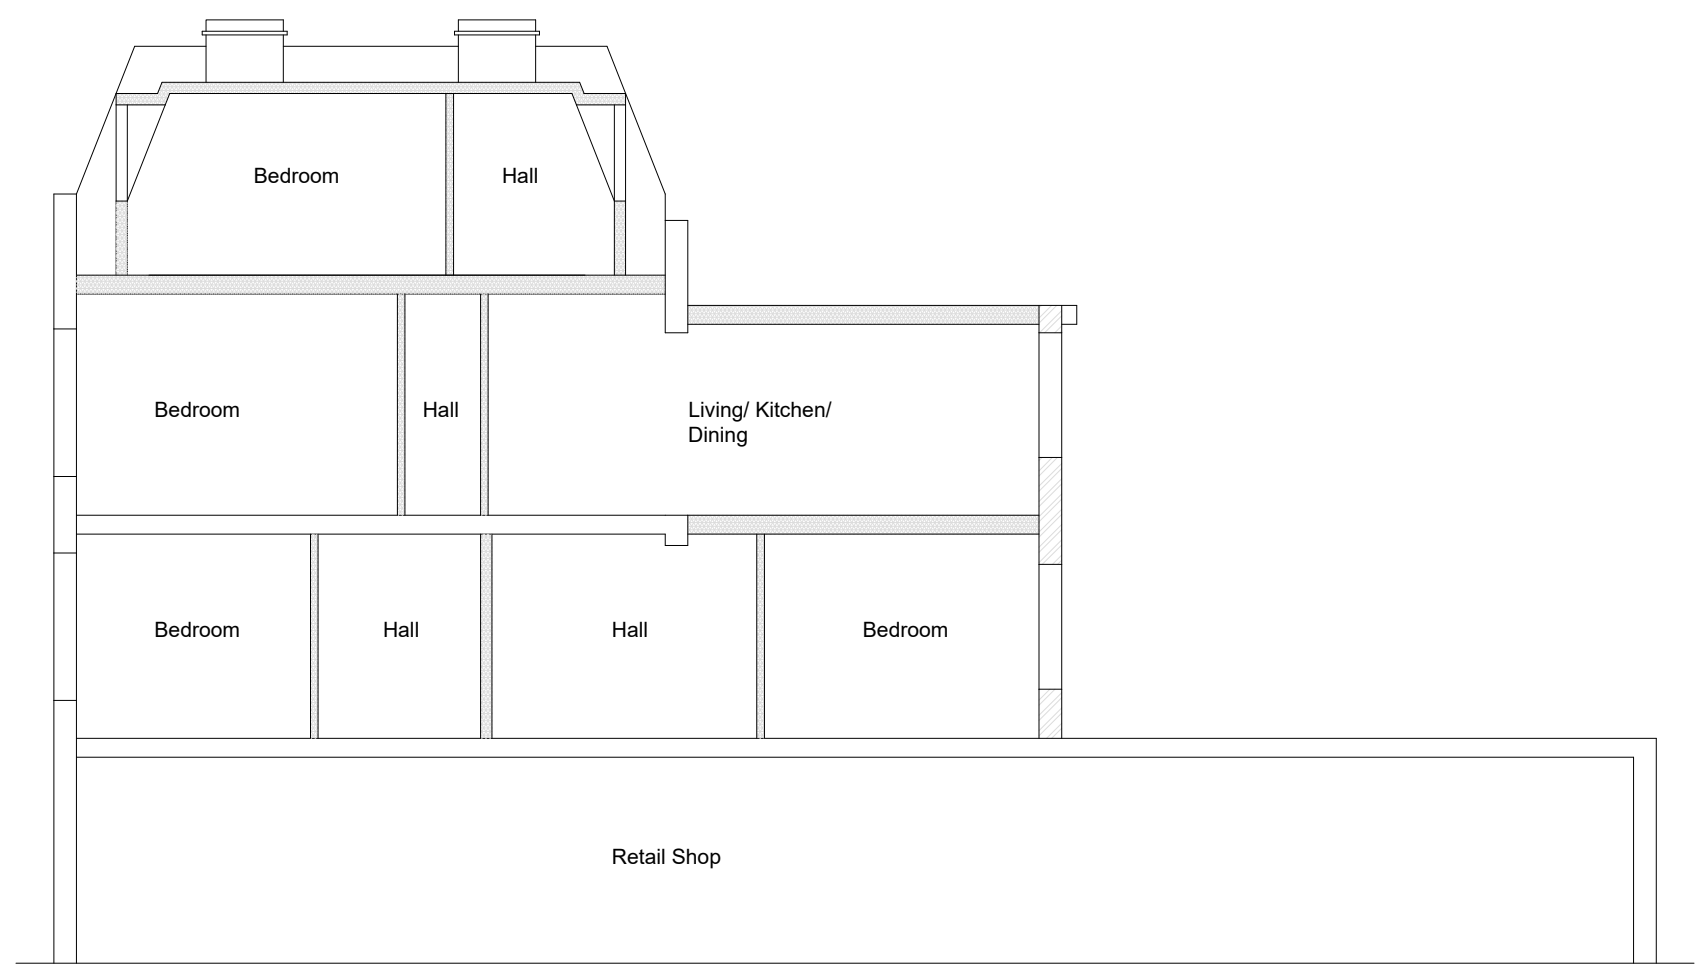 Bedroom
Hall
Bedroom
Hall
Living/ Kitchen/
Dining
Bedroom
Hall
Hall
Bedroom
Retail Shop